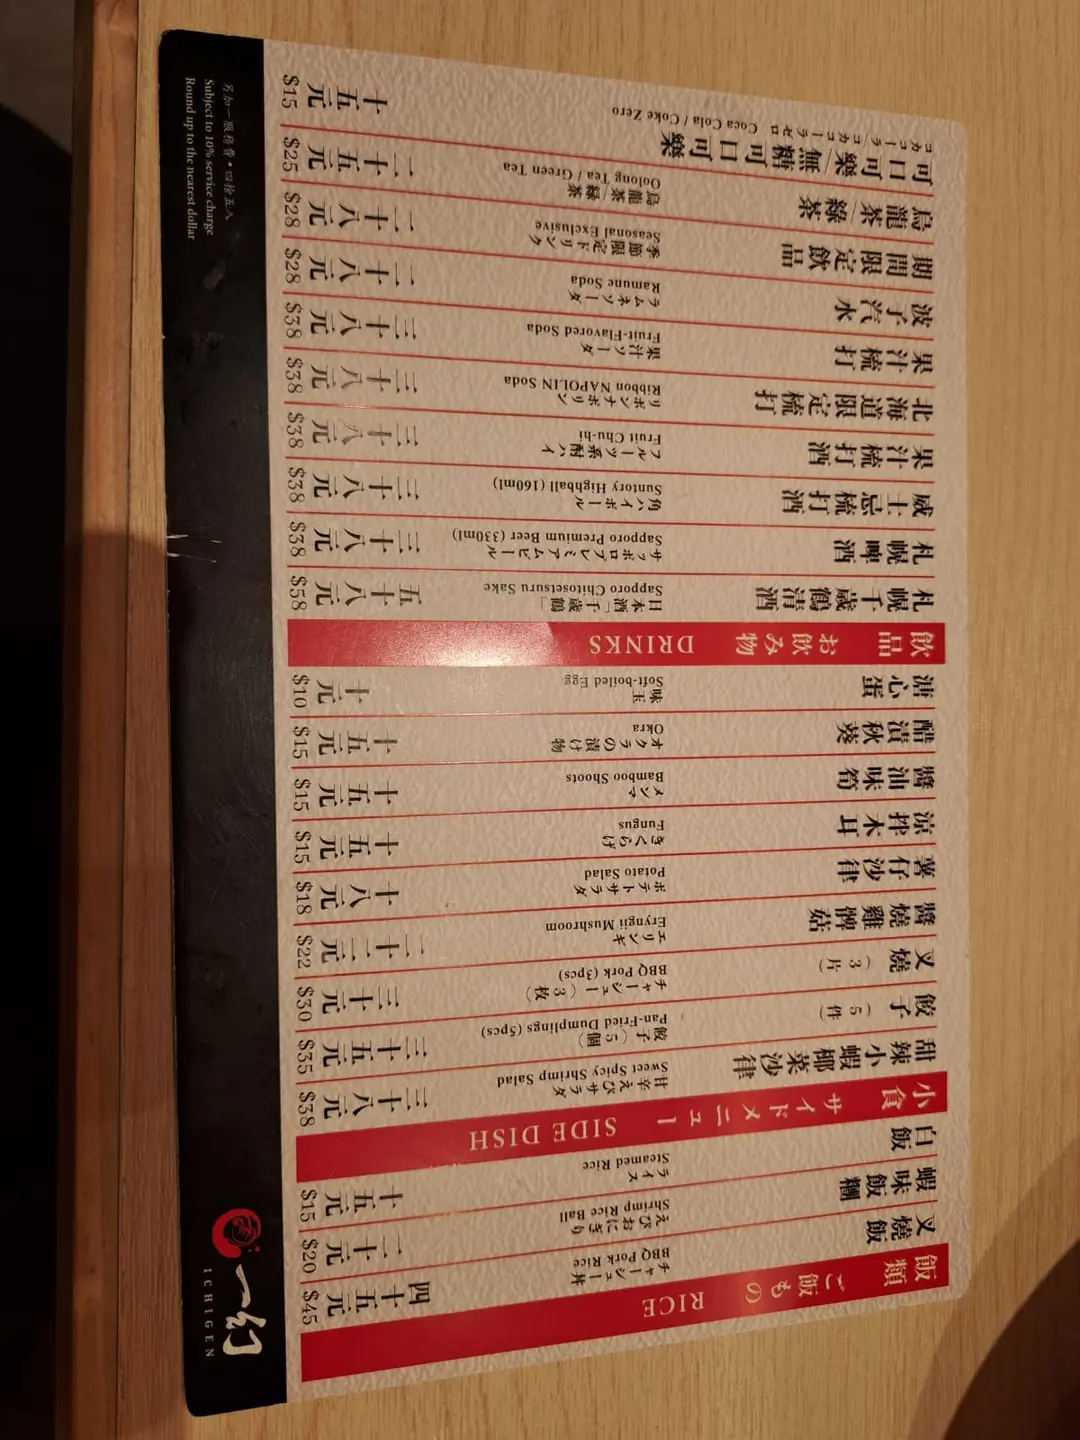 飯類 ご飯もの RICE
叉燒飯
チャーシュー丼
BBQ Pork Rice
四十五元
$45
蝦味飯糰
えびおにぎり
Shrimp Rice Ball
二十元
$20
白飯
ライス
Steamed Rice
十五元
$15
小食 サイドメニュー SIDE DISH
甜辣小蝦椰菜沙律
甘辛えびサラダ
Sweet Spicy Shrimp Salad
三十八元
$38
餃子（5件）
餃子（5個）
Pan-Fried Dumplings (5pcs)
三十五元
$35
叉燒（3片）
チャーシュー（3枚）
BBQ Pork (3pcs)
三十元
$30
醬燒雞髀菇
エリンギ
Eryngii Mushroom
二十二元
$22
薯仔沙律
ポテトサラダ
Potato Salad
十八元
$18
涼拌木耳
きくらげ
Fungus
十五元
$15
醬油味筍
メンマ
Bamboo Shoots
十五元
$15
醋漬秋葵
オクラの漬け物
Okra
十五元
$15
溏心蛋
味玉
Soft-boiled Egg
十元
$10
飲品 お飲み物 DRINKS
札幌千歳鶴清酒
日本酒「千歳鶴」
Sapporo Chitosetsuru Sake
五十八元
$58
札幌啤酒
サッポロプレミアムビール
Sapporo Premium Beer (330ml)
三十八元
$38
威士忌梳打酒
角ハイボール
Suntory Highball (160ml)
三十八元
$38
果汁梳打酒
フルーツ系酎ハイ
Fruit Chu-hi
三十八元
$38
北海道限定梳打
リボンナポリン
Ribbon NAPOLIN Soda
三十八元
$38
果汁梳打
果汁ソーダ
Fruit-Flavored Soda
三十八元
$38
波子汽水
ラムネソーダ
Ramune Soda
二十八元
$28
期間限定飲品
季節限定ドリンク
Seasonal Exclusive
二十八元
$28
烏龍茶/綠茶
烏龍茶/緑茶
Oolong Tea / Green Tea
二十五元
$25
可口可樂/無糖可口可樂
コカコーラ/コカコーラゼロ
Coca Cola / Coke Zero
十五元
$15
一幻
ICHIGEN
另加一服務費・四捨五入
Subject to 10% service charge
Round up to the nearest dollar